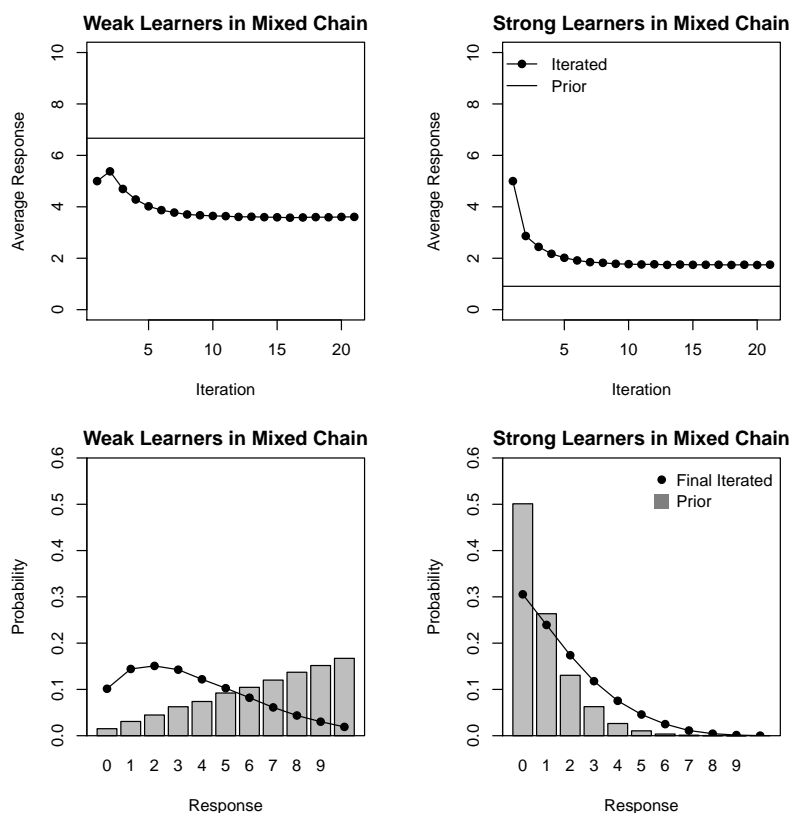 Weak Learners in Mixed Chain
Average Response
10
8
6
4
2
0
5 10 15 20
Iteration
Strong Learners in Mixed Chain
Iterated
Prior
Average Response
10
8
6
4
2
0
5 10 15 20
Iteration
Weak Learners in Mixed Chain
Probability
0.6
0.5
0.4
0.3
0.2
0.1
0.0
0 1 2 3 4 5 6 7 8 9
Response
Strong Learners in Mixed Chain
Final Iterated
Prior
Probability
0.6
0.5
0.4
0.3
0.2
0.1
0.0
0 1 2 3 4 5 6 7 8 9
Response